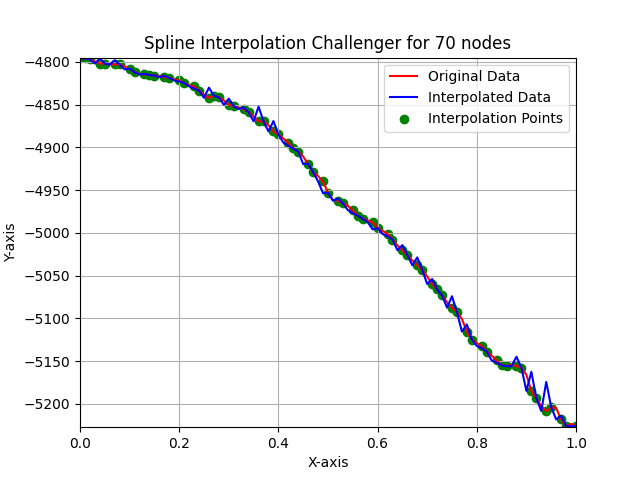 Spline Interpolation Challenger for 70 nodes
Original Data
Interpolated Data
Interpolation Points
Y-axis
−4800
−4850
−4900
−4950
−5000
−5050
−5100
−5150
−5200
0.0 0.2 0.4 0.6 0.8 1.0
X-axis